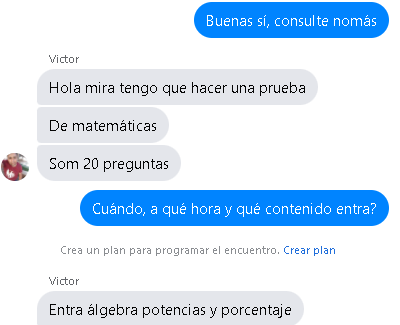 Buenas sí, consulte nomás
Victor
Hola mira tengo que hacer una prueba
De matemáticas
Som 20 preguntas
Cuándo, a qué hora y qué contenido entra?
Crea un plan para programar el encuentro. Crear plan
Victor
Entra álgebra potencias y porcentaje